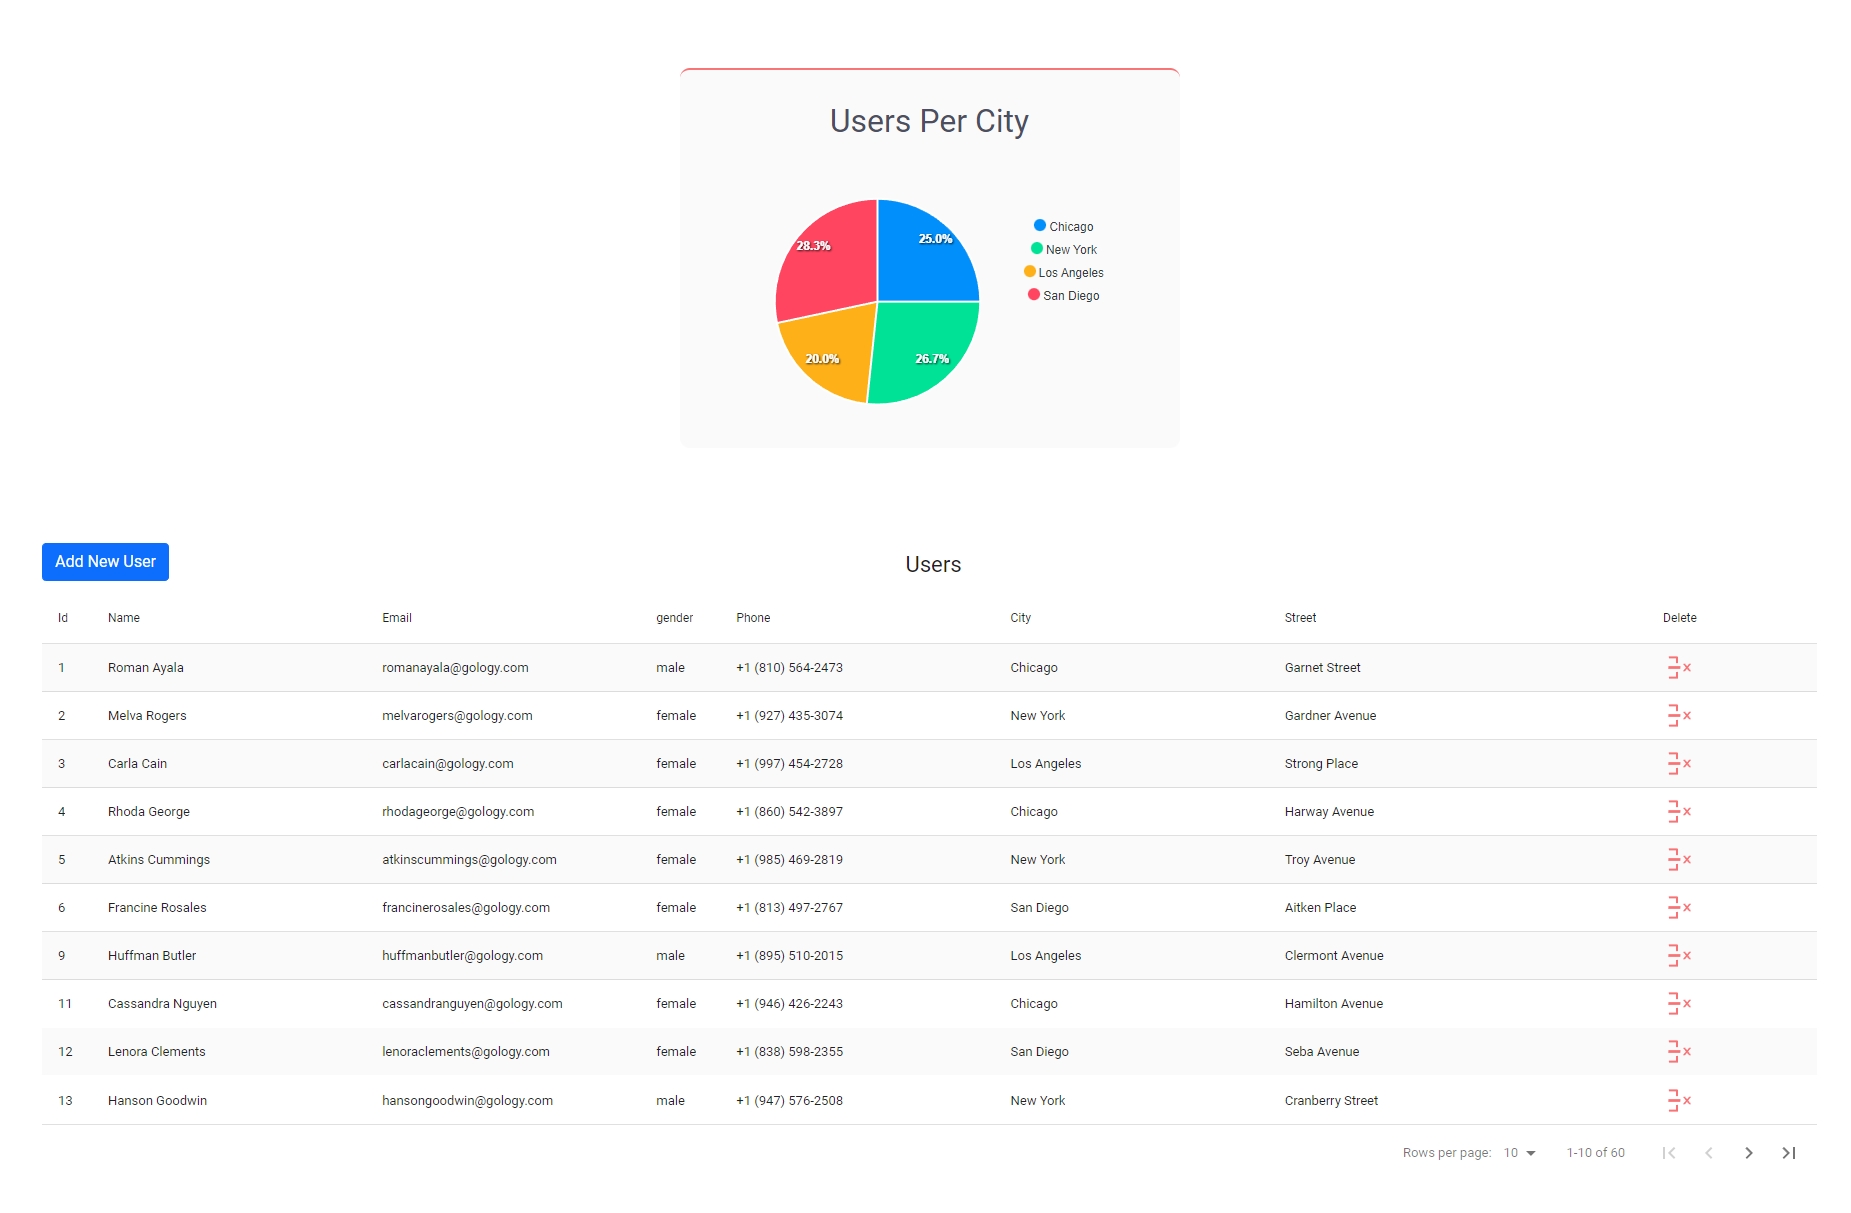 Users Per City
25.0%
28.3%
20.0%
26.7%
Chicago
New York
Los Angeles
San Diego
Add New User
Users
Id Name Email gender Phone City Street Delete
1 Roman Ayala romanayala@gology.com male +1 (810) 564-2473 Chicago Garnet Street
2 Melva Rogers melvarogers@gology.com female +1 (927) 435-3074 New York Gardner Avenue
3 Carla Cain carlacain@gology.com female +1 (997) 454-2728 Los Angeles Strong Place
4 Rhoda George rhodageorge@gology.com female +1 (860) 542-3897 Chicago Harway Avenue
5 Atkins Cummings atkinscummings@gology.com female +1 (985) 469-2819 New York Troy Avenue
6 Francine Rosales francinerosales@gology.com female +1 (813) 497-2767 San Diego Aitken Place
9 Huffman Butler huffmanbutler@gology.com male +1 (895) 510-2015 Los Angeles Clermont Avenue
11 Cassandra Nguyen cassandranguyen@gology.com female +1 (946) 426-2243 Chicago Hamilton Avenue
12 Lenora Clements lenoraclements@gology.com female +1 (838) 598-2355 San Diego Seba Avenue
13 Hanson Goodwin hansongoodwin@gology.com male +1 (947) 576-2508 New York Cranberry Street
Rows per page: 10 1-10 of 60